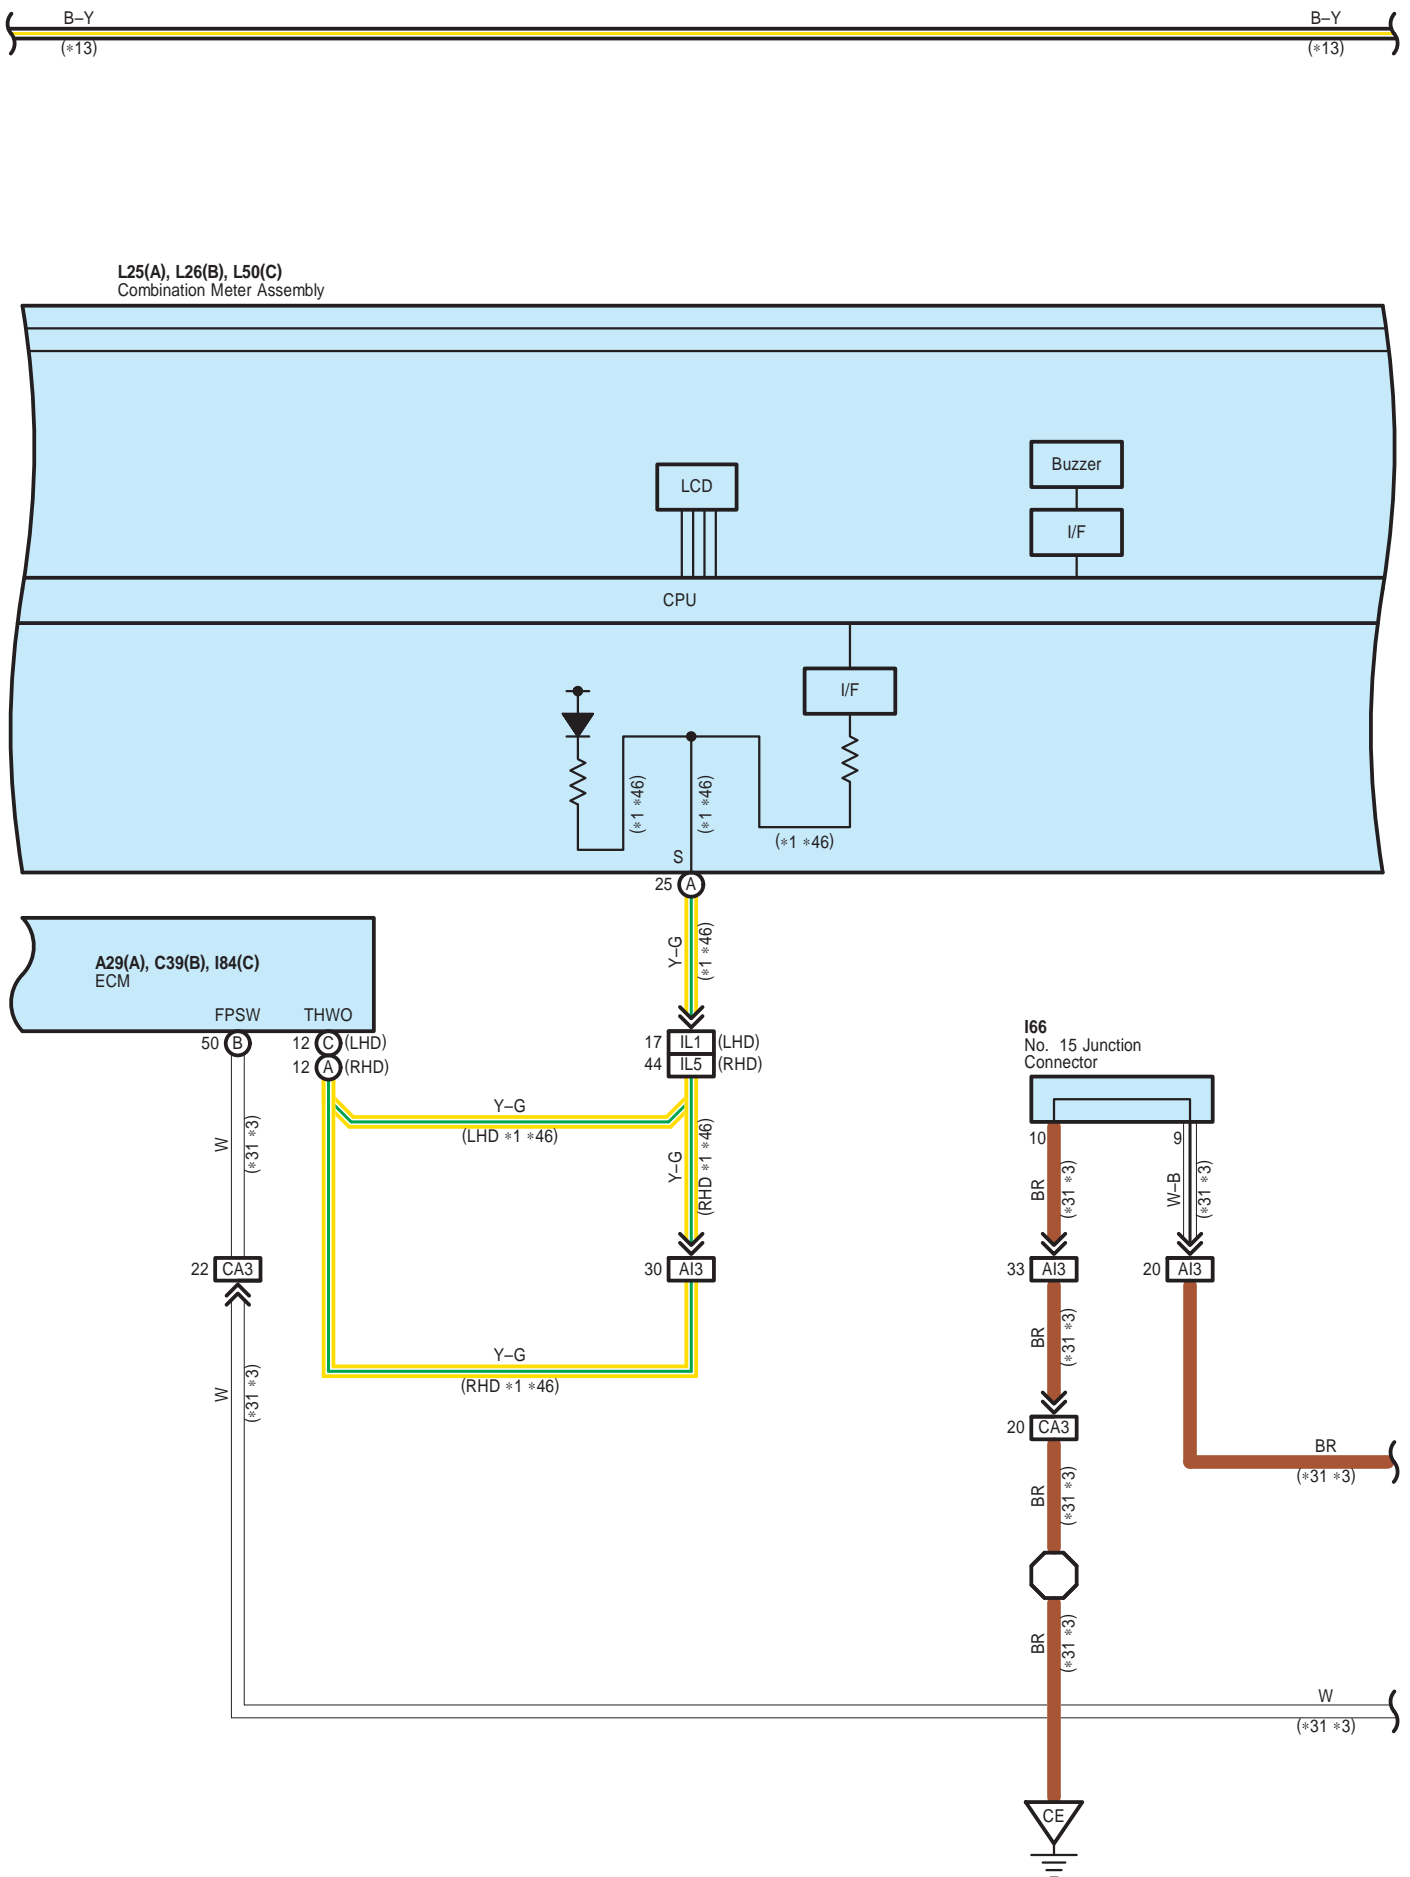 B–Y B–Y
(*13) (*13)
L25(A), L26(B), L50(C)
Combination Meter Assembly
Buzzer
LCD
I/F
CPU
I/F
(*1 *46)
(*1 *46)
(*1 *46)
S
25 A
Y–G
(*1 *46)
A29(A), C39(B), I84(C)
ECM
FPSW THWO
50 B 12 C (LHD)
12 A (RHD)
17 IL1 (LHD)
44 IL5 (RHD)
I66
No. 15 Junction
Connector
Y–G
(LHD *1 *46)
10 9
W
(*31 *3)
Y–G
(RHD *1 *46)
BR
(*31 *3)
W–B
(*31 *3)
22 CA3
30 AI3
33 AI3
20 AI3
Y–G
(RHD *1 *46)
W
(*31 *3)
BR
(*31 *3)
20 CA3
BR
(*31 *3)
BR
(*31 *3)
BR
(*31 *3)
W
(*31 *3)
CE